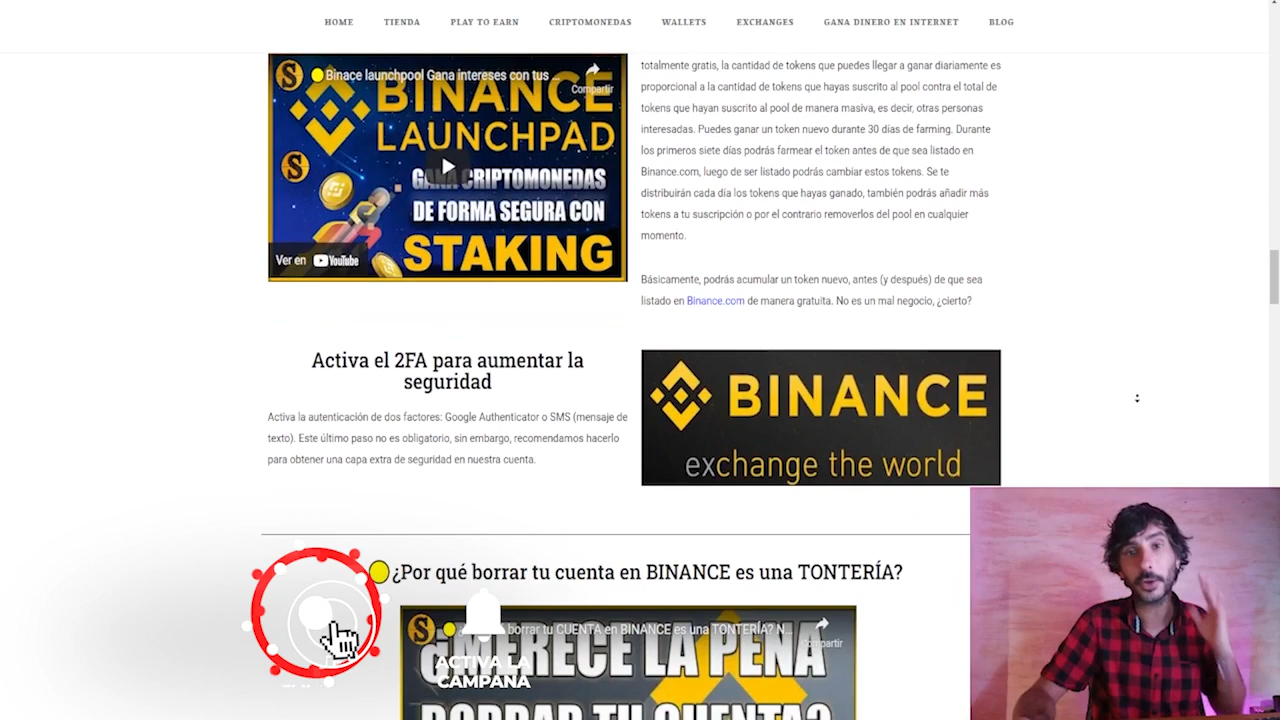 HOME TIENDA PLAY TO EARN CRIPTOMONEDAS WALLETS EXCHANGES GANA DINERO EN INTERNET BLOG
Binace launchpool Gana intereses con tus ...
Compartir
BINANCE
LAUNCHPAD
GANA CRIPTOMONEDAS
DE FORMA SEGURA CON
STAKING
Ver en YouTube
totalmente gratis, la cantidad de tokens que puedes llegar a ganar diariamente es
proporcional a la cantidad de tokens que hayas suscrito al pool contra el total de
tokens que hayan suscrito al pool de manera masiva, es decir, otras personas
interesadas. Puedes ganar un token nuevo durante 30 días de farming. Durante
los primeros siete días podrás farmear el token antes de que sea listado en
Binance.com, luego de ser listado podrás cambiar estos tokens. Se te
distribuirán cada día los tokens que hayas ganado, también podrás añadir más
tokens a tu suscripción o por el contrario removerlos del pool en cualquier
momento.
Básicamente, podrás acumular un token nuevo, antes (y después) de que sea
listado en Binance.com de manera gratuita. No es un mal negocio, ¿cierto?
Activa el 2FA para aumentar la
seguridad
Activa la autenticación de dos factores: Google Authenticator o SMS (mensaje de
texto). Este último paso no es obligatorio, sin embargo, recomendamos hacerlo
para obtener una capa extra de seguridad en nuestra cuenta.
BINANCE
exchange the world
¿Por qué borrar tu cuenta en BINANCE es una TONTERÍA?
borrar tu CUENTA en BINANCE es una TONTERÍA? N...
Compartir
¿MERECE LA PENA
BORRAR TU CUENTA?
ACTIVA LA
CAMPANA